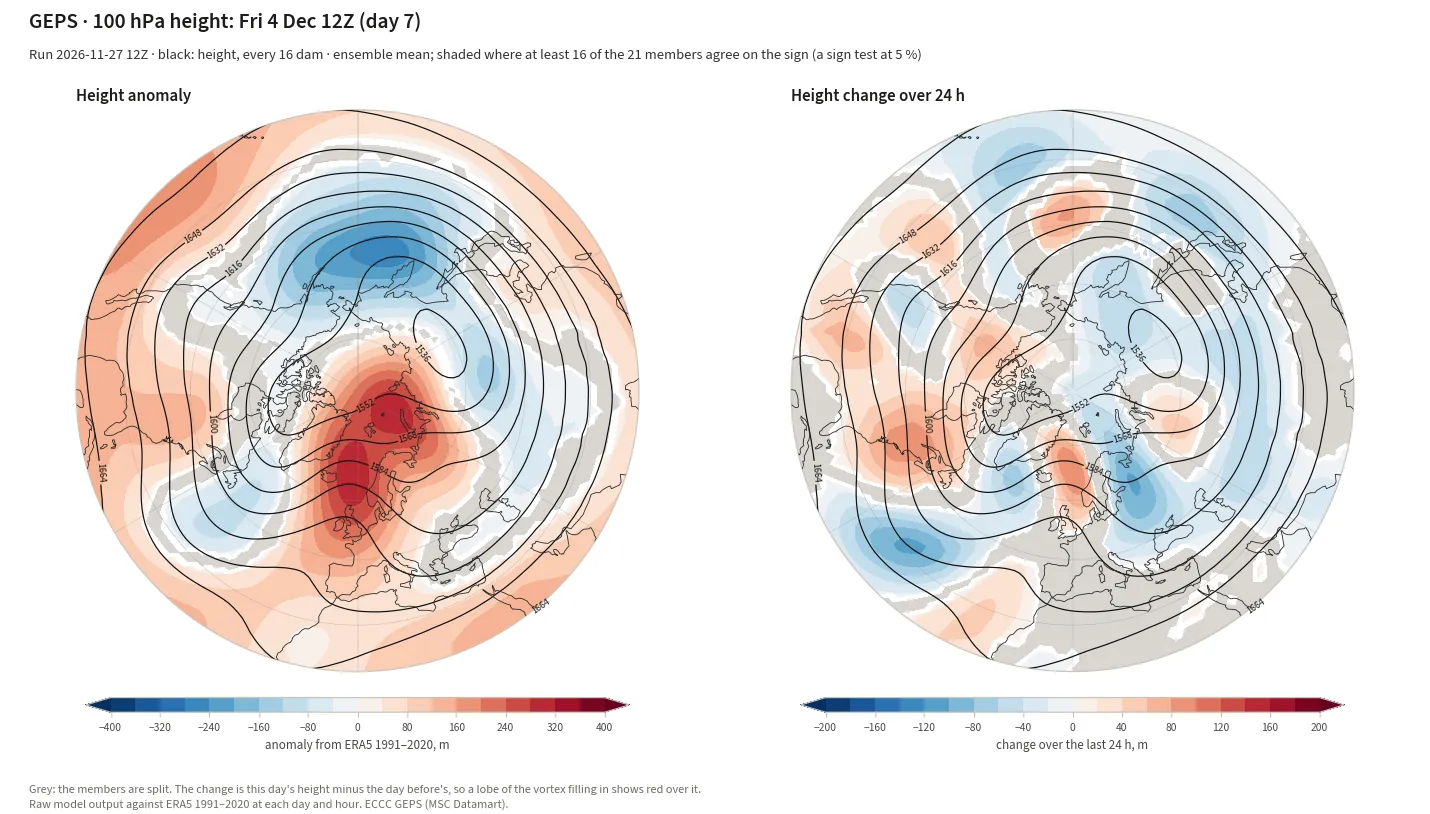 GEPS · 100 hPa height: Fri 4 Dec 12Z (day 7)
Run 2026-11-27 12Z · black: height, every 16 dam · ensemble mean; shaded where at least 16 of the 21 members agree on the sign (a sign test at 5 %)
Height anomaly
Height change over 24 h
1648
1632
1616
1536
1552
1568
1584
1600
1664
1664
1648
1632
1616
1536
1552
1568
1584
1600
1664
1664
−400 −320 −240 −160 −80 0 80 160 240 320 400
anomaly from ERA5 1991–2020, m
−200 −160 −120 −80 −40 0 40 80 120 160 200
change over the last 24 h, m
Grey: the members are split. The change is this day's height minus the day before's, so a lobe of the vortex filling in shows red over it.
Raw model output against ERA5 1991–2020 at each day and hour. ECCC GEPS (MSC Datamart).